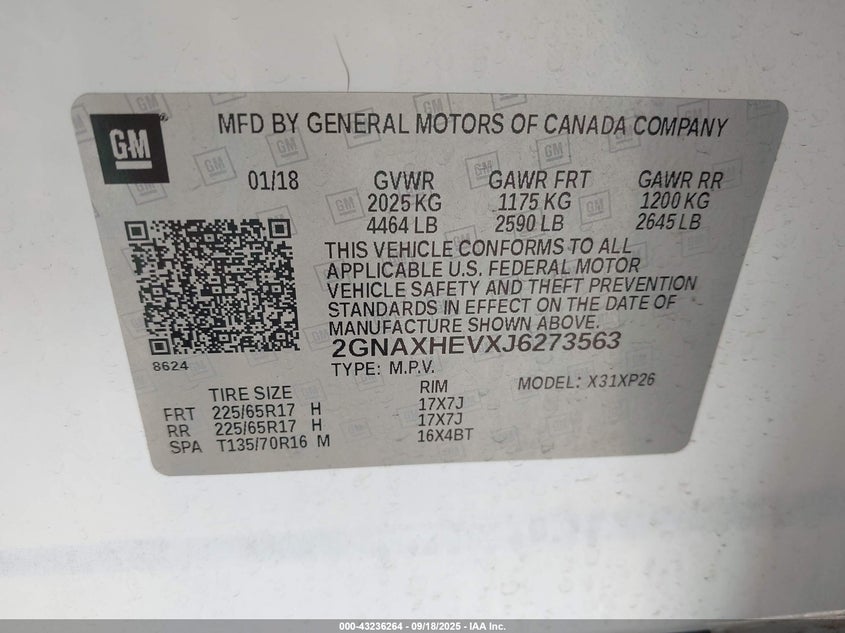 GM
MFD BY GENERAL MOTORS OF CANADA COMPANY
01/18 GVWR GAWR FRT GAWR RR
2025 KG 1175 KG 1200 KG
4464 LB 2590 LB 2645 LB
THIS VEHICLE CONFORMS TO ALL
APPLICABLE U.S. FEDERAL MOTOR
VEHICLE SAFETY AND THEFT PREVENTION
STANDARDS IN EFFECT ON THE DATE OF
MANUFACTURE SHOWN ABOVE.
2GNAXHEVXJ6273563
8624 TYPE: M.P.V.
TIRE SIZE RIM MODEL: X31XP26
FRT 225/65R17 H 17X7J
RR 225/65R17 H 17X7J
SPA T135/70R16 M 16X4BT
000-43236264 - 09/18/2025 - IAA Inc.